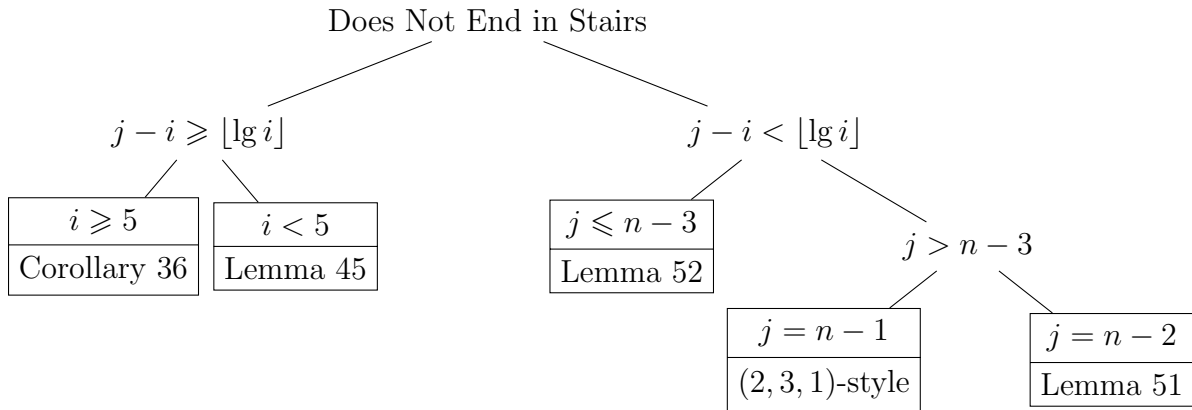 Does Not End in Stairs
j − i ⩾ ⌊lg i⌋
j − i < ⌊lg i⌋
i ⩾ 5
Corollary 36
i < 5
Lemma 45
j ⩽ n − 3
Lemma 52
j > n − 3
j = n − 1
(2, 3, 1)-style
j = n − 2
Lemma 51